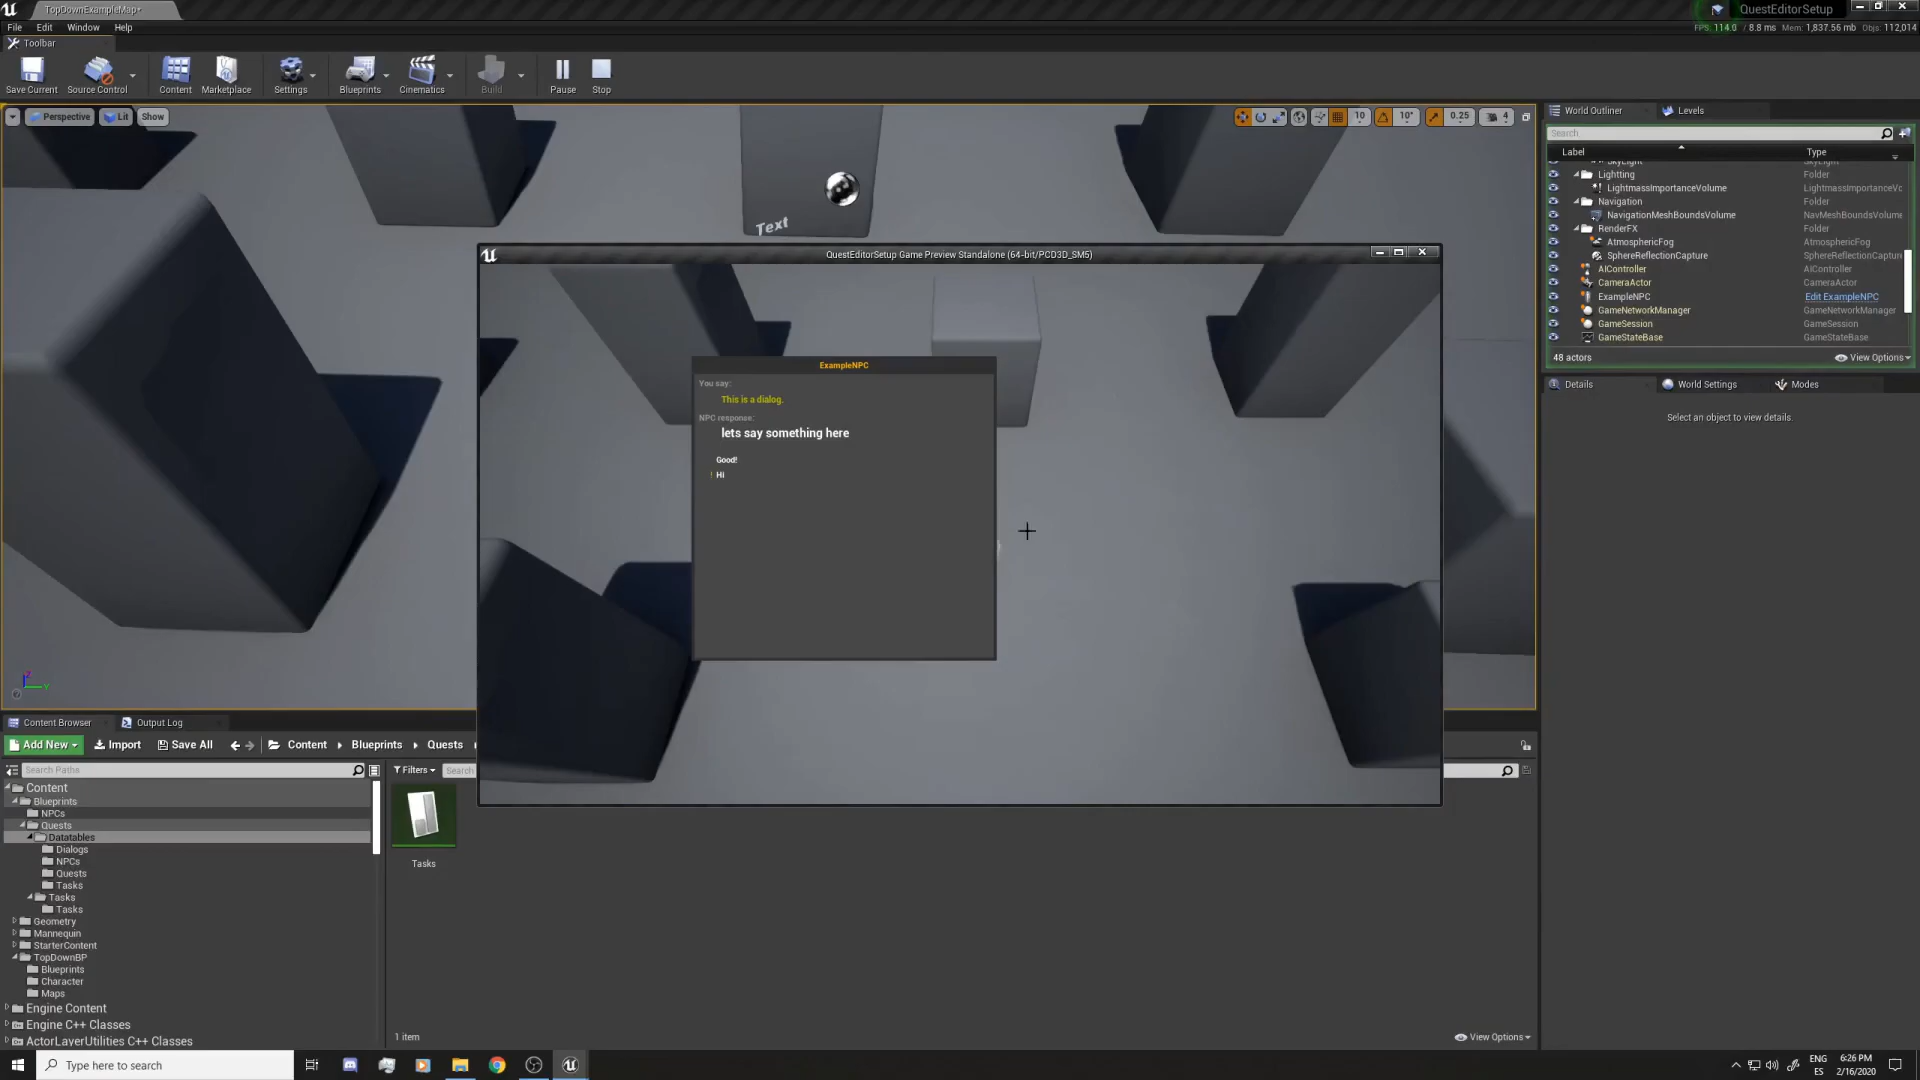 TopDownExampleMap*
QuestEditorSetup
File Edit Window Help
FPS: 114.0 / 8.8 ms Mem: 1,837.56 mb Objs: 112,014
Toolbar
Save Current Source Control Content Marketplace Settings Blueprints Cinematics Build Pause Stop
Perspective Lit Show
10 10° 0.25 4
World Outliner Levels
Search
Label Type
SkyLight
Lightting Folder
LightmassImportanceVolume LightmassImportanceVo
Navigation Folder
NavigationMeshBoundsVolume NavMeshBoundsVolume
RenderFX Folder
AtmosphericFog AtmosphericFog
SphereReflectionCapture SphereReflectionCapture
AIController AIController
CameraActor CameraActor
ExampleNPC Edit ExampleNPC
GameNetworkManager GameNetworkManager
GameSession GameSession
GameStateBase GameStateBase
48 actors View Options
Details World Settings Modes
Select an object to view details.
Text
QuestEditorSetup Game Preview Standalone (64-bit/PCD3D_SM5)
ExampleNPC
You say:
This is a dialog.
NPC response:
lets say something here
Good!
! Hi
Content Browser Output Log
Add New Import Save All Content Blueprints Quests
Search Paths
Filters Search
Content
Blueprints
NPCs
Quests
Datatables
Dialogs
NPCs
Quests
Tasks
Tasks
Tasks
Geometry
Mannequin
StarterContent
TopDownBP
Blueprints
Character
Maps
Engine Content
Engine C++ Classes
ActorLayerUtilities C++ Classes
Tasks
1 item
View Options
Type here to search
ENG
ES
6:26 PM
2/16/2020